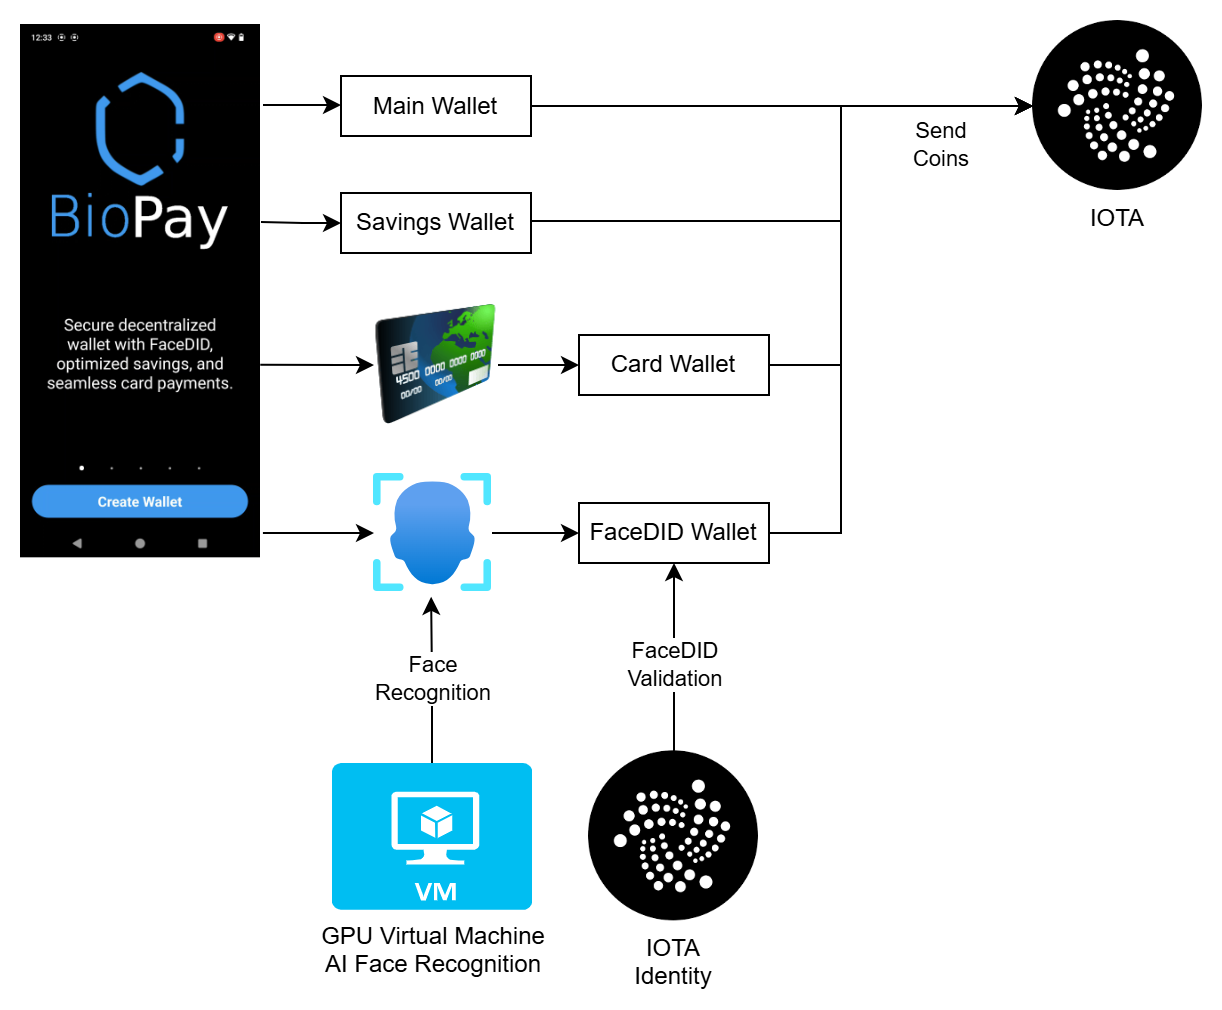 12:33
BioPay
Secure decentralized
wallet with FaceDID,
optimized savings, and
seamless card payments.
Create Wallet
Main Wallet
Savings Wallet
4500 0000 0000 0000
00/00 00/00
Card Wallet
FaceDID Wallet
Send
Coins
IOTA
Face
Recognition
FaceDID
Validation
VM
GPU Virtual Machine
AI Face Recognition
IOTA
Identity